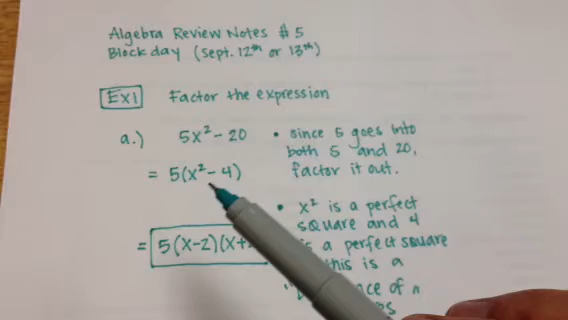 Algebra Review Notes #5
Block day (Sept. 12th or 13th)
Ex1 Factor the expression
a.) 5x² - 20
= 5(x² - 4)
= 5(x-2)(x+
• since 5 goes into
both 5 and 20,
factor it out.
• x² is a perfect
square and 4
is a perfect square
this is a
of